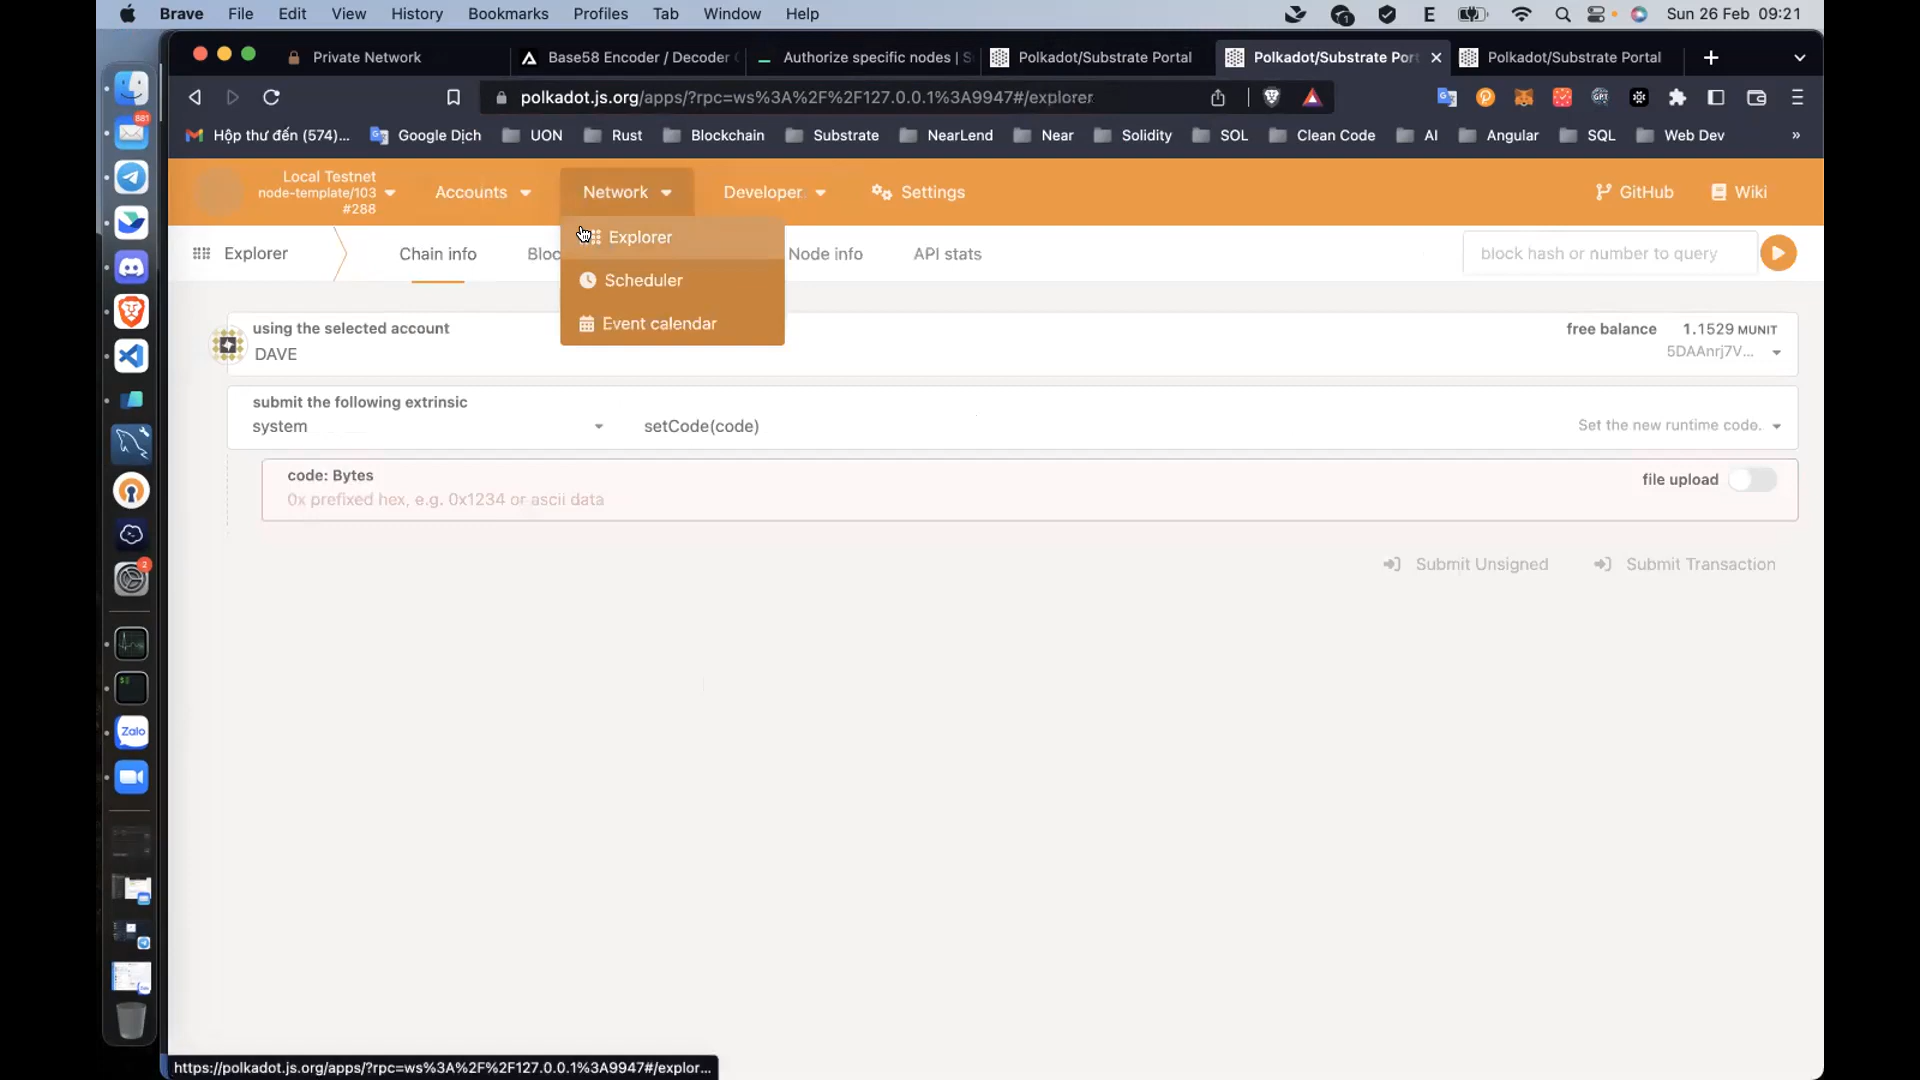 Brave File Edit View History Bookmarks Profiles Tab Window Help
1 E Sun 26 Feb 09:21
Private Network
Base58 Encoder / Decoder
Authorize specific nodes | S
Polkadot/Substrate Portal
Polkadot/Substrate Por
Polkadot/Substrate Portal
polkadot.js.org/apps/?rpc=ws%3A%2F%2F127.0.0.1%3A9947#/explorer
GPT
Hộp thư đến (574)... Google Dịch UON Rust Blockchain Substrate NearLend Near Solidity SOL Clean Code AI Angular SQL Web Dev »
Local Testnet
node-template/103
#288
Accounts
Network
Developer
Settings
GitHub
Wiki
Explorer
Scheduler
Event calendar
Explorer
Chain info
Bloc
Node info
API stats
block hash or number to query
using the selected account
DAVE
free balance 1.1529 MUNIT
5DAAnrj7V...
submit the following extrinsic
system
setCode(code)
Set the new runtime code.
code: Bytes
0x prefixed hex, e.g. 0x1234 or ascii data
file upload
Submit Unsigned
Submit Transaction
881
2
Zalo
https://polkadot.js.org/apps/?rpc=ws%3A%2F%2F127.0.0.1%3A9947#/explor...